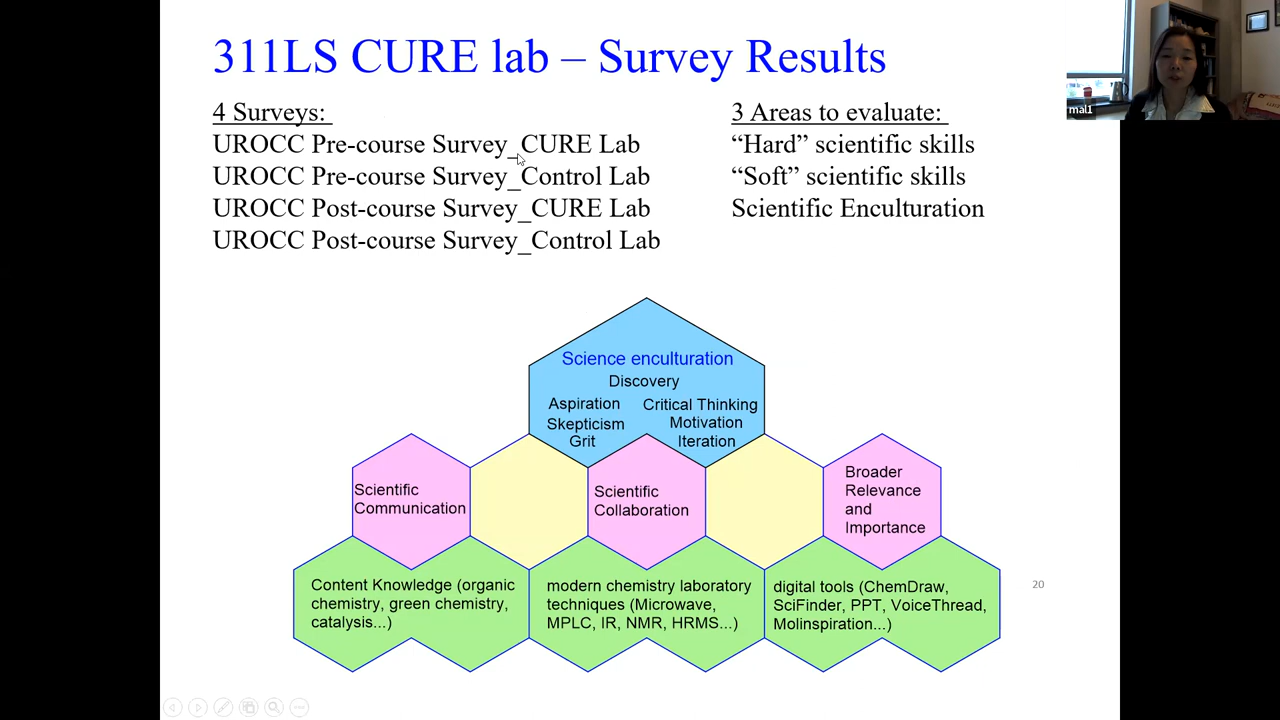 311LS CURE lab – Survey Results
4 Surveys:
UROCC Pre-course Survey_CURE Lab
UROCC Pre-course Survey_Control Lab
UROCC Post-course Survey_CURE Lab
UROCC Post-course Survey_Control Lab
3 Areas to evaluate:
“Hard” scientific skills
“Soft” scientific skills
Scientific Enculturation
mal1
Science enculturation
Discovery
Aspiration
Skepticism
Grit
Critical Thinking
Motivation
Iteration
Scientific
Communication
Scientific
Collaboration
Broader
Relevance
and
Importance
Content Knowledge (organic
chemistry, green chemistry,
catalysis...)
modern chemistry laboratory
techniques (Microwave,
MPLC, IR, NMR, HRMS...)
digital tools (ChemDraw,
SciFinder, PPT, VoiceThread,
Molinspiration...)
20